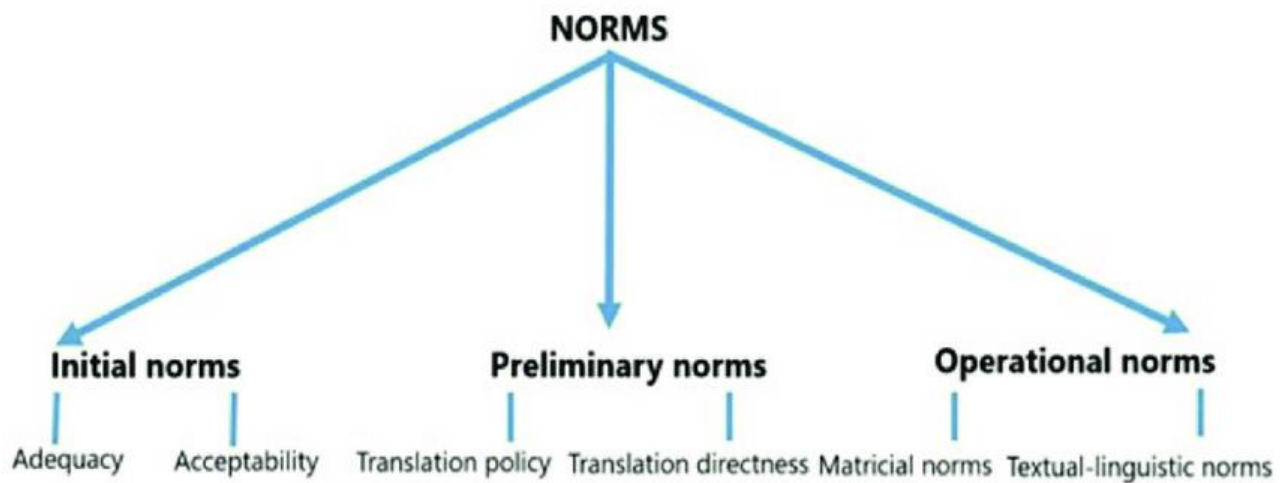 NORMS
Initial norms Preliminary norms Operational norms
Adequacy Acceptability Translation policy Translation directness Matricial norms Textual-linguistic norms